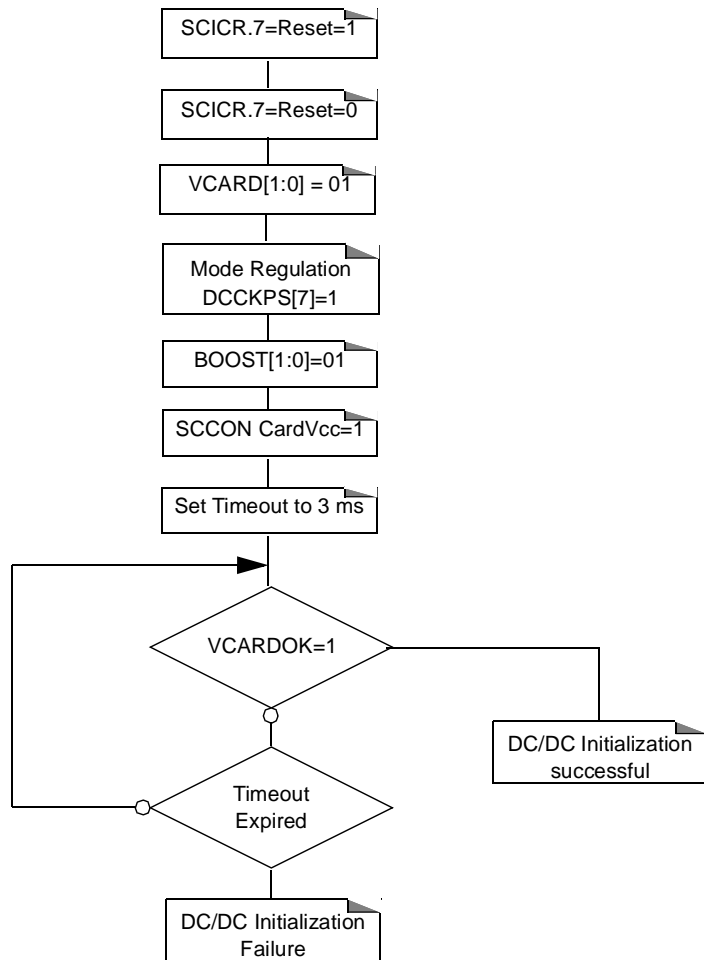 SCICR.7=Reset=1
SCICR.7=Reset=0
VCARD[1:0] = 01
Mode Regulation
DCCKPS[7]=1
BOOST[1:0]=01
SCCON CardVcc=1
Set Timeout to 3 ms
VCARDOK=1
DC/DC Initialization
successful
Timeout
Expired
DC/DC Initialization
Failure